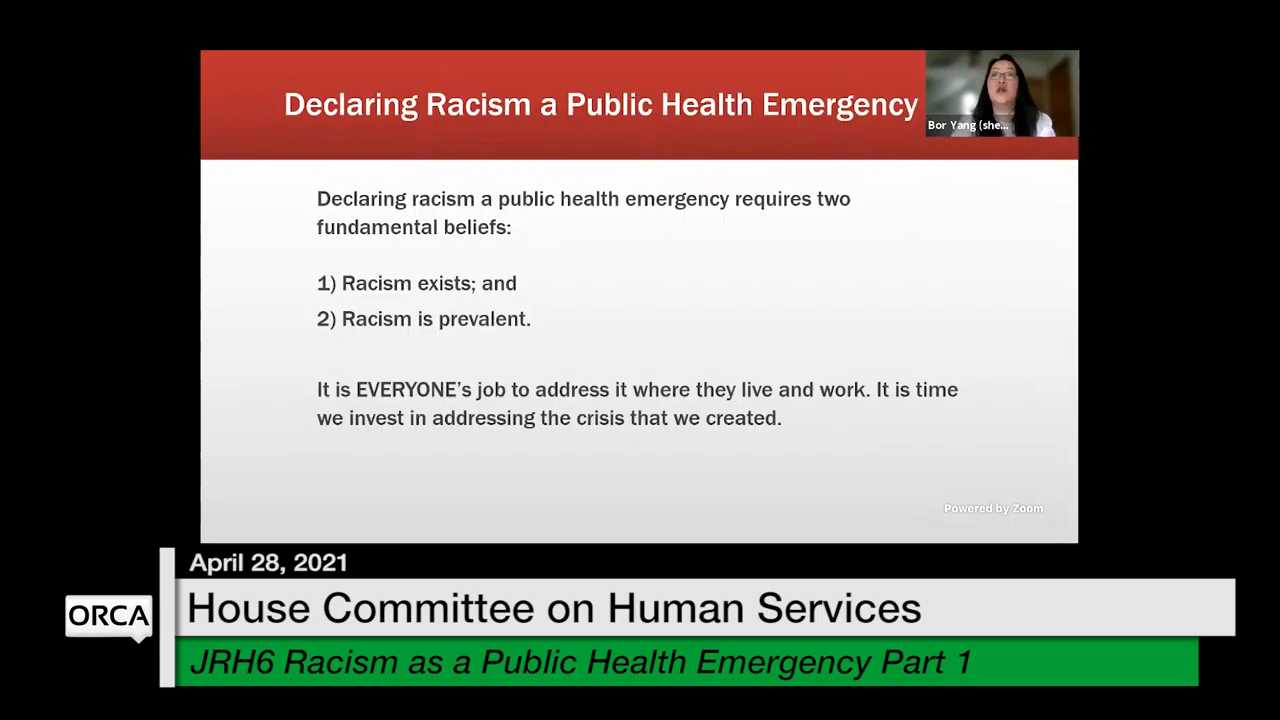 Declaring Racism a Public Health Emergency
Bor Yang (she...
Declaring racism a public health emergency requires two
fundamental beliefs:
1) Racism exists; and
2) Racism is prevalent.
It is EVERYONE's job to address it where they live and work. It is time
we invest in addressing the crisis that we created.
Powered by Zoom
April 28, 2021
ORCA
House Committee on Human Services
JRH6 Racism as a Public Health Emergency Part 1